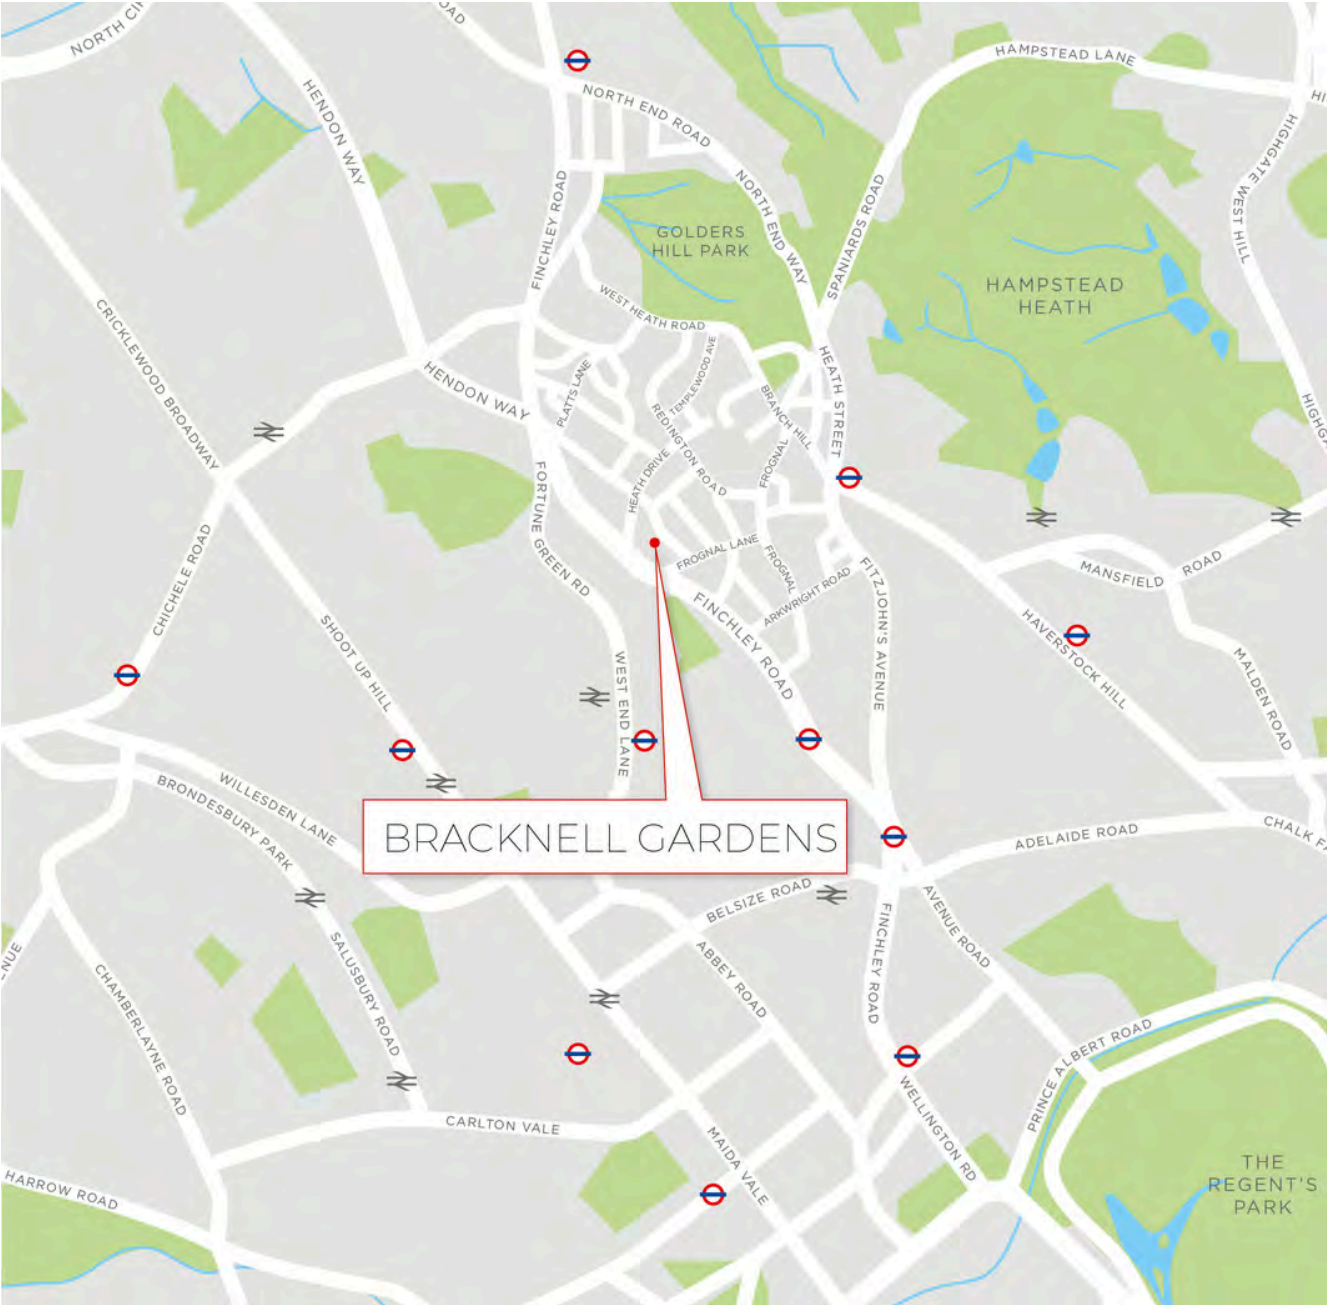 NORTH
OAD
HAMPSTEAD LANE
HENDON WAY
NORTH END ROAD
HIGHGATE WEST HILL
FINCHLEY ROAD
NORTH END WAY
SPANIARDS ROAD
GOLDERS
HILL PARK
HAMPSTEAD
HEATH
WEST HEATH ROAD
CRICKLEWOOD BROADWAY
HENDON WAY
PLATTS LANE
TEMPLEWOOD AVE
HEATH STREET
BRANCH HILL
REDINGTON ROAD
HEATH DRIVE
FROGNAL
HIGHG
FORTUNE GREEN RD
FROGNAL LANE
FROGNAL
ARKWRIGHT ROAD
FITZJOHN'S AVENUE
MANSFIELD ROAD
CHICHELE ROAD
FINCHLEY ROAD
HAVERSTOCK HILL
SHOOT UP HILL
WEST END LANE
MALDEN ROAD
WILLESDEN LANE
BRONDESBURY PARK
BRACKNELL GARDENS
ADELAIDE ROAD
CHALK F
BELSIZE ROAD
AVENUE ROAD
FINCHLEY ROAD
ABBEY ROAD
ENUE
SALUSBURY ROAD
CHAMBERLAYNE ROAD
PRINCE ALBERT ROAD
CARLTON VALE
WELLINGTON RD
MAIDA VALE
HARROW ROAD
THE
REGENT'S
PARK